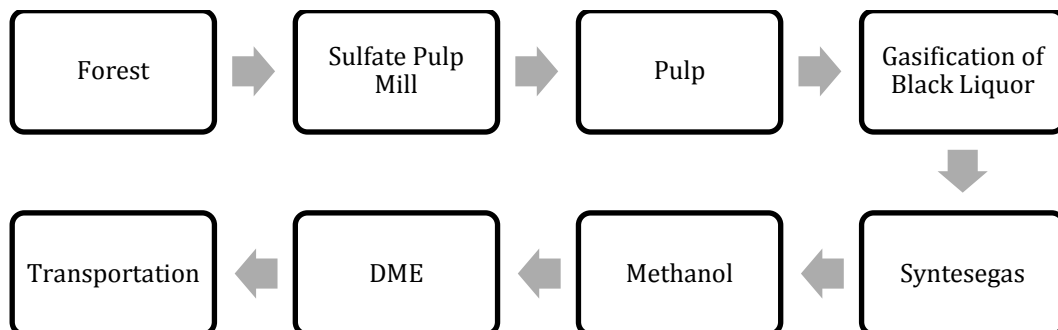 Forest
Sulfate Pulp
Mill
Pulp
Gasification of
Black Liquor
Transportation
DME
Methanol
Syntesegas